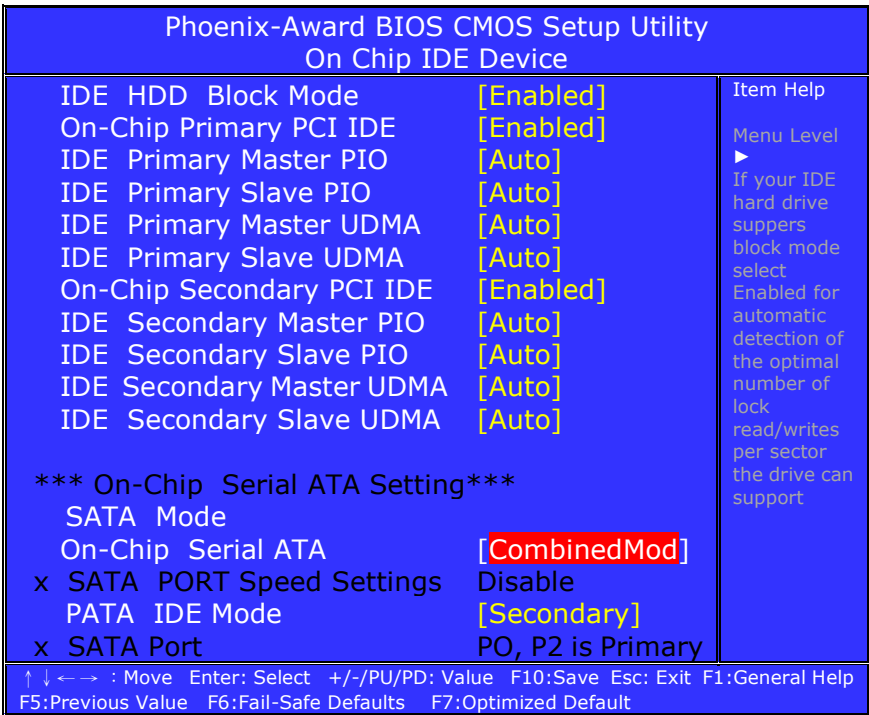 Phoenix-Award BIOS CMOS Setup Utility
On Chip IDE Device
IDE HDD Block Mode [Enabled]
On-Chip Primary PCI IDE [Enabled]
IDE Primary Master PIO [Auto]
IDE Primary Slave PIO [Auto]
IDE Primary Master UDMA [Auto]
IDE Primary Slave UDMA [Auto]
On-Chip Secondary PCI IDE [Enabled]
IDE Secondary Master PIO [Auto]
IDE Secondary Slave PIO [Auto]
IDE Secondary Master UDMA [Auto]
IDE Secondary Slave UDMA [Auto]
*** On-Chip Serial ATA Setting***
SATA Mode
On-Chip Serial ATA [CombinedMod]
x SATA PORT Speed Settings Disable
PATA IDE Mode [Secondary]
x SATA Port PO, P2 is Primary
Item Help
Menu Level
►
If your IDE
hard drive
suppers
block mode
select
Enabled for
automatic
detection of
the optimal
number of
lock
read/writes
per sector
the drive can
support
↑↓←→ : Move Enter: Select +/-/PU/PD: Value F10:Save Esc: Exit F1:General Help
F5:Previous Value F6:Fail-Safe Defaults F7:Optimized Default